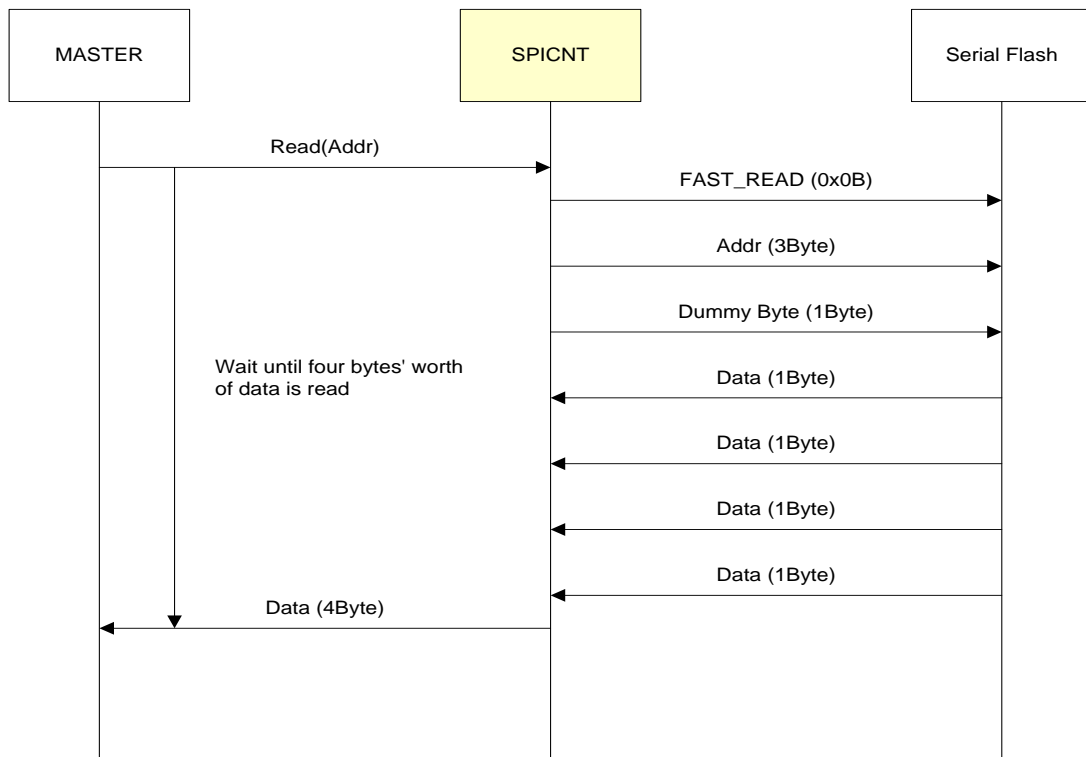 MASTER
SPICNT
Serial Flash
Read(Addr)
FAST_READ (0x0B)
Addr (3Byte)
Dummy Byte (1Byte)
Wait until four bytes' worth
of data is read
Data (1Byte)
Data (1Byte)
Data (1Byte)
Data (1Byte)
Data (4Byte)